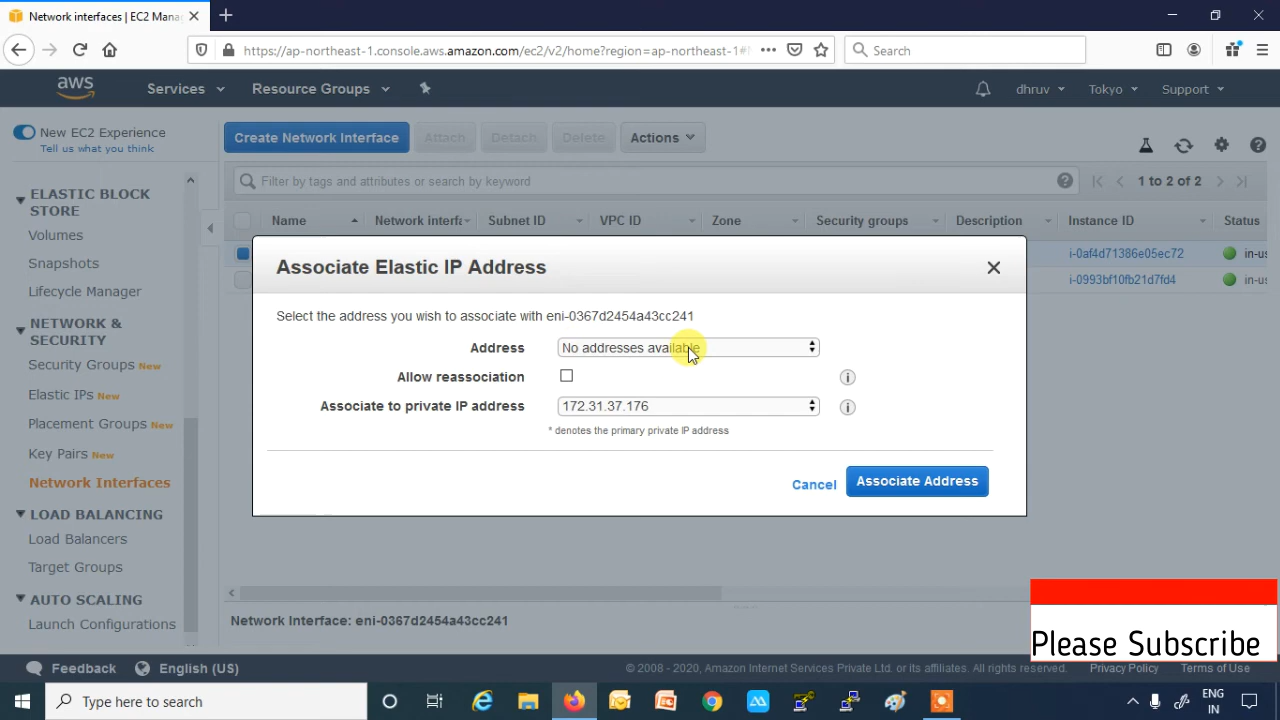 Network interfaces | EC2 Mana
https://ap-northeast-1.console.aws.amazon.com/ec2/v2/home?region=ap-northeast-1#
Search
aws
Services
Resource Groups
dhruv
Tokyo
Support
New EC2 Experience
Tell us what you think
Create Network Interface
Attach
Detach
Delete
Actions
Filter by tags and attributes or search by keyword
1 to 2 of 2
ELASTIC BLOCK
STORE
Volumes
Snapshots
Lifecycle Manager
NETWORK &
SECURITY
Security Groups New
Elastic IPs New
Placement Groups New
Key Pairs New
Network Interfaces
LOAD BALANCING
Load Balancers
Target Groups
AUTO SCALING
Launch Configurations
Name
Network interfa
Subnet ID
VPC ID
Zone
Security groups
Description
Instance ID
Status
i-0af4d71386e05ec72
in-us
i-0993bf10fb21d7fd4
in-us
Associate Elastic IP Address
Select the address you wish to associate with eni-0367d2454a43cc241
Address
No addresses available
Allow reassociation
Associate to private IP address
172.31.37.176
* denotes the primary private IP address
Cancel
Associate Address
Network Interface: eni-0367d2454a43cc241
Please Subscribe
Feedback
English (US)
© 2008 - 2020, Amazon Internet Services Private Ltd. or its affiliates. All rights reserved.
Privacy Policy
Terms of Use
Type here to search
ENG
IN